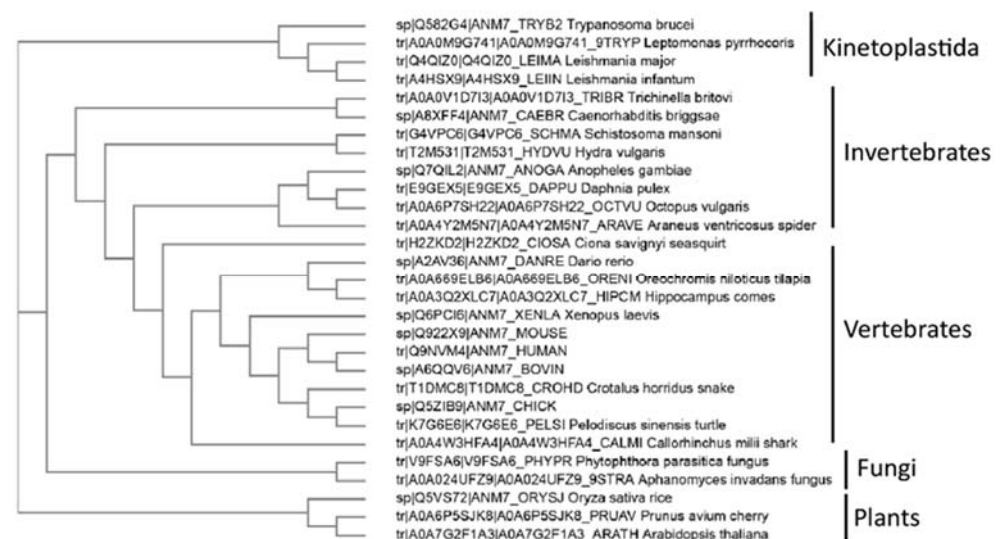 sp|Q582G4|ANM7_TRYB2 Trypanosoma brucei
tr|A0A0M9G741|A0A0M9G741_9TRYP Leptomonas pyrrhocoris
tr|Q4QIZ0|Q4QIZ0_LEIMA Leishmania major
tr|A4HSX9|A4HSX9_LEIIN Leishmania infantum
Kinetoplastida
tr|A0A0V1D7I3|A0A0V1D7I3_TRIBR Trichinella britovi
sp|A8XFF4|ANM7_CAEBR Caenorhabditis briggsae
tr|G4VPC6|G4VPC6_SCHMA Schistosoma mansoni
tr|T2M531|T2M531_HYDVU Hydra vulgaris
sp|Q7QIL2|ANM7_ANOGA Anopheles gambiae
tr|E9GEX5|E9GEX5_DAPPU Daphnia pulex
tr|A0A6P7SH22|A0A6P7SH22_OCTVU Octopus vulgaris
tr|A0A4Y2M5N7|A0A4Y2M5N7_ARAVE Araneus ventricosus spider
Invertebrates
tr|H2ZKD2|H2ZKD2_CIOSA Ciona savignyi seasquirt
sp|A2AV36|ANM7_DANRE Dario rerio
tr|A0A669ELB6|A0A669ELB6_ORENI Oreochromis niloticus tilapia
tr|A0A3Q2XLC7|A0A3Q2XLC7_HIPCM Hippocampus comes
sp|Q6PCI6|ANM7_XENLA Xenopus laevis
sp|Q922X9|ANM7_MOUSE
tr|Q9NVM4|ANM7_HUMAN
sp|A6QQV6|ANM7_BOVIN
tr|T1DMC8|T1DMC8_CROHD Crotalus horridus snake
sp|Q5ZIB9|ANM7_CHICK
tr|K7G6E6|K7G6E6_PELSI Pelodiscus sinensis turtle
tr|A0A4W3HFA4|A0A4W3HFA4_CALMI Callorhinchus milii shark
Vertebrates
tr|V9FSA6|V9FSA6_PHYPR Phytophthora parasitica fungus
tr|A0A024UFZ9|A0A024UFZ9_9STRA Aphanomyces invadans fungus
Fungi
sp|Q5VS72|ANM7_ORYSJ Oryza sativa rice
tr|A0A6P5SJK8|A0A6P5SJK8_PRUAV Prunus avium cherry
tr|A0A7G2F1A3|A0A7G2F1A3_ARATH Arabidopsis thaliana
Plants